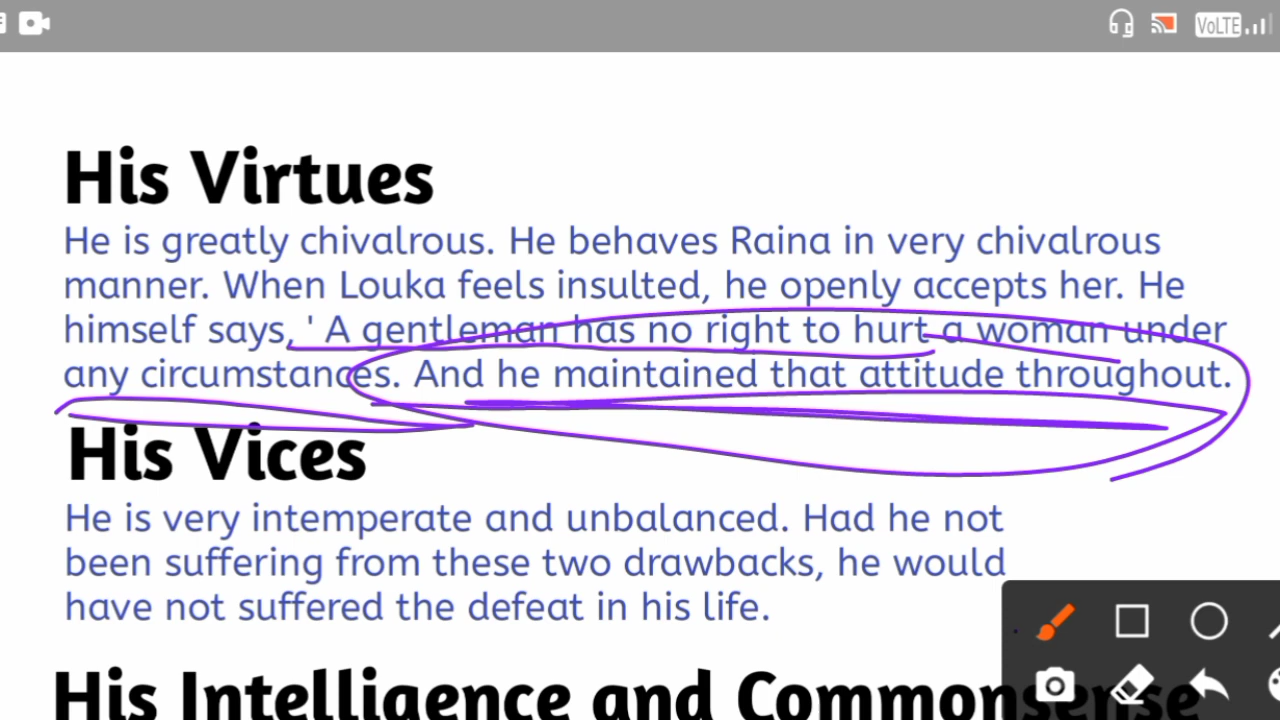 VoLTE
His Virtues
He is greatly chivalrous. He behaves Raina in very chivalrous
manner. When Louka feels insulted, he openly accepts her. He
himself says, ' A gentleman has no right to hurt a woman under
any circumstances. And he maintained that attitude throughout.
His Vices
He is very intemperate and unbalanced. Had he not
been suffering from these two drawbacks, he would
have not suffered the defeat in his life.
His Intelligence and Commonsense